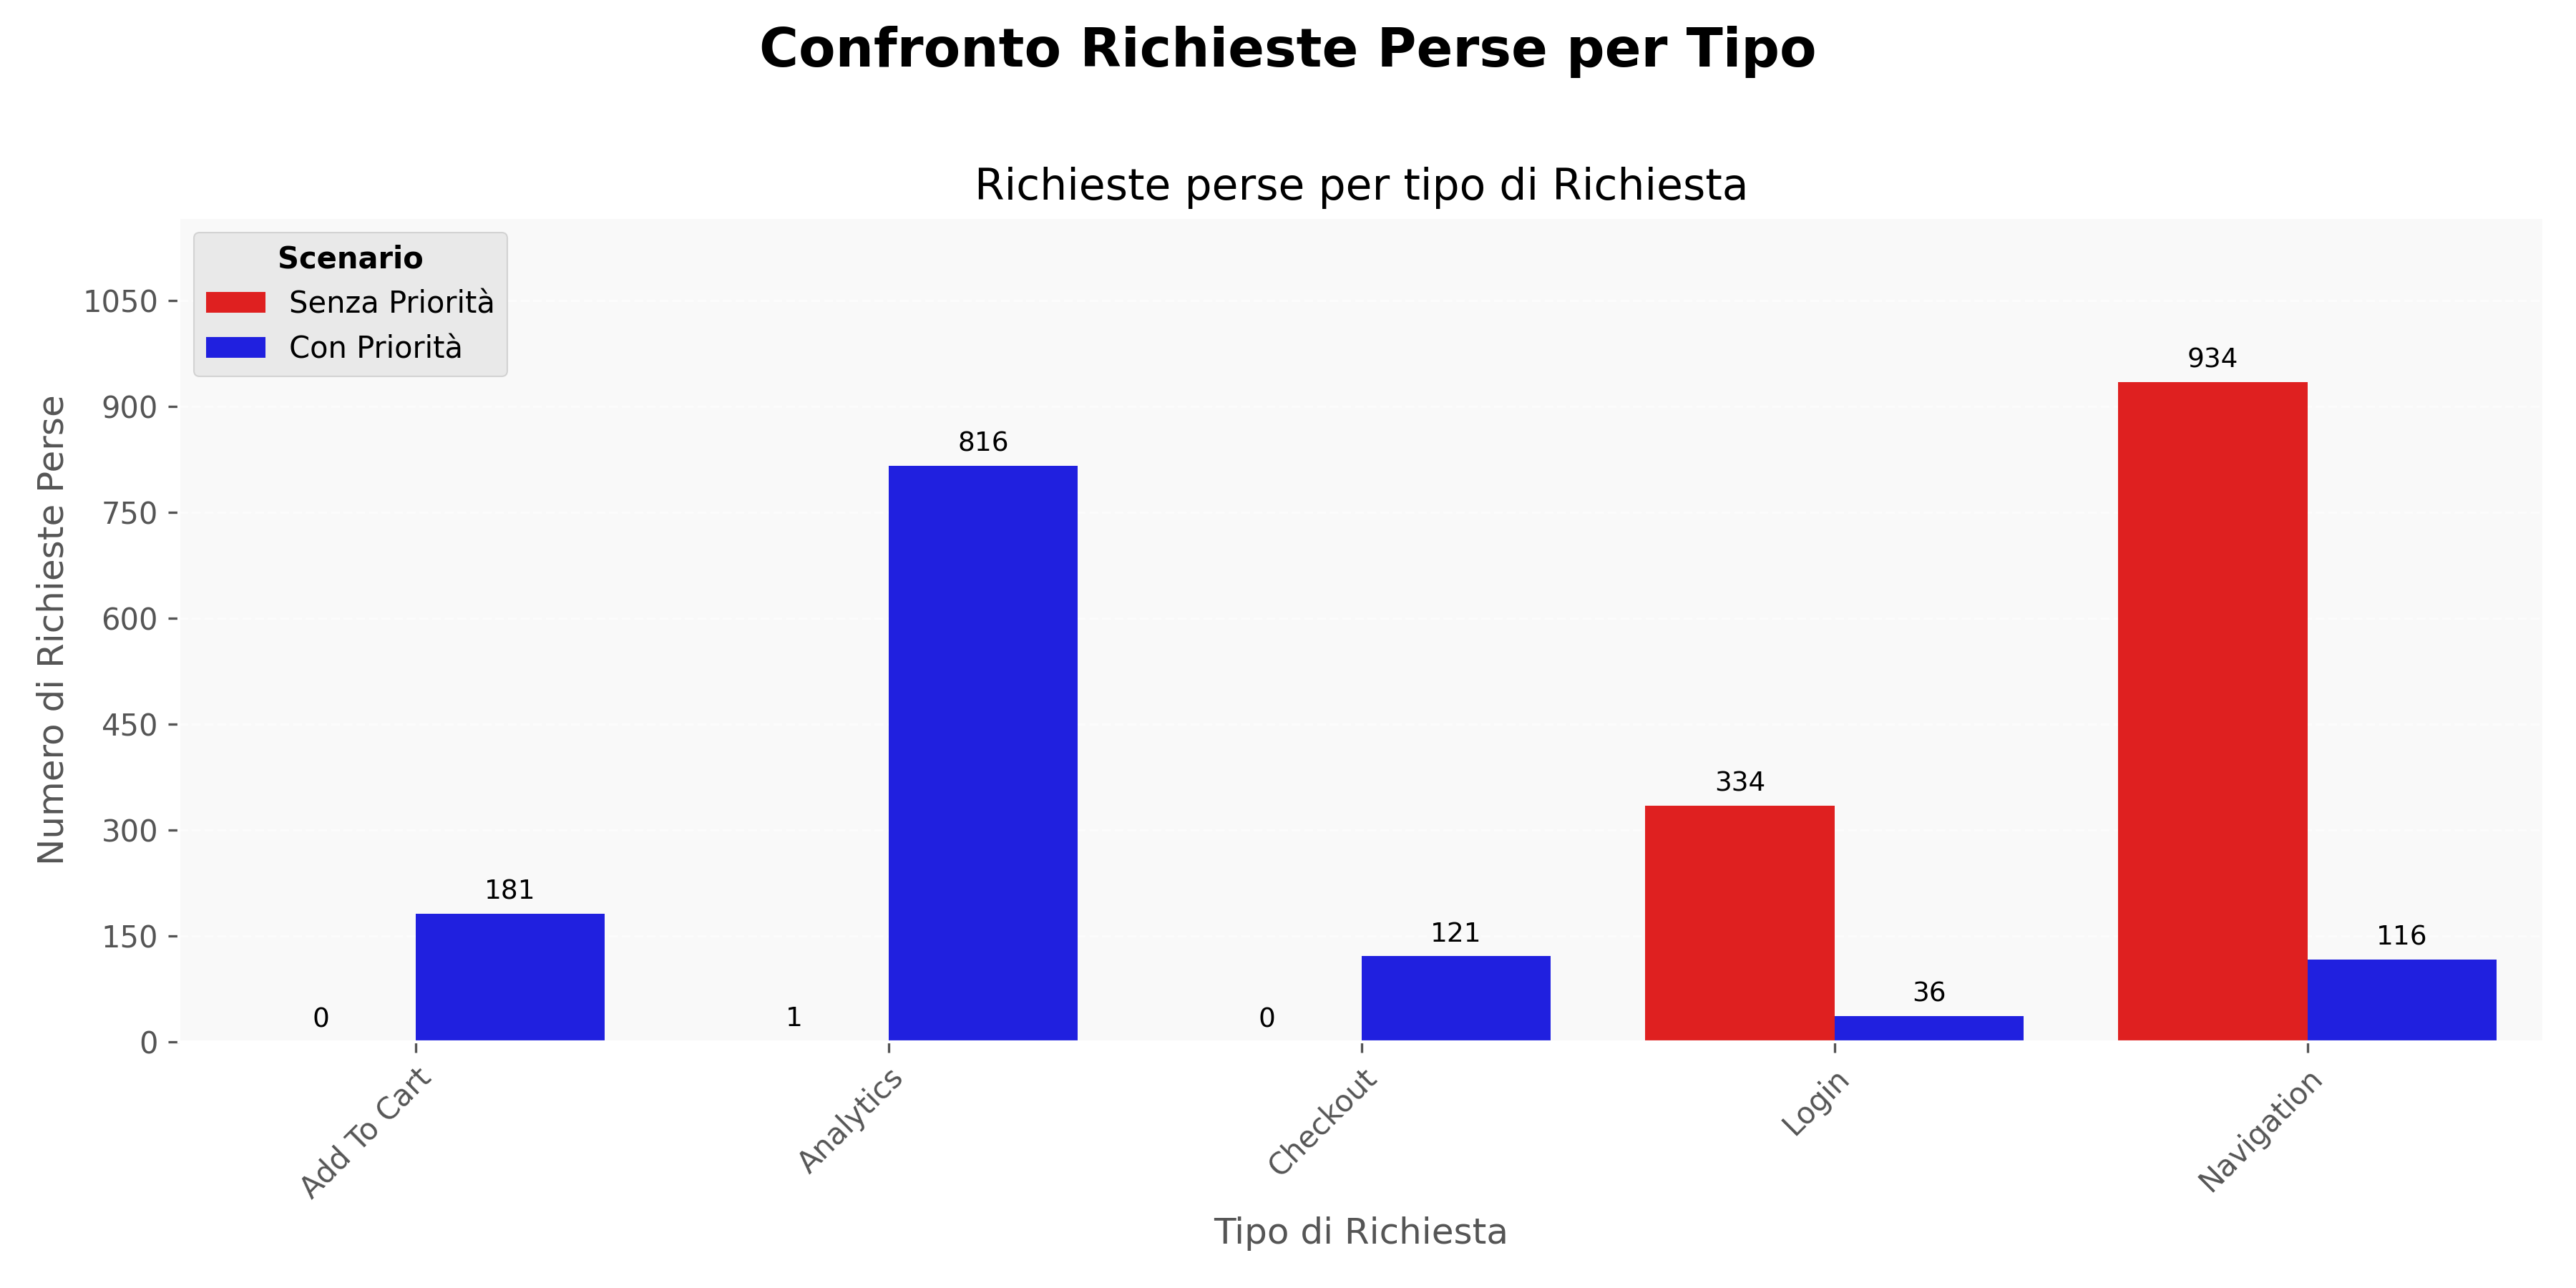 Confronto Richieste Perse per Tipo
Richieste perse per tipo di Richiesta
Scenario
Senza Priorità
Con Priorità
Numero di Richieste Perse
1050
900
750
600
450
300
150
0
0
181
1
816
0
121
334
36
934
116
Add To Cart
Analytics
Checkout
Login
Navigation
Tipo di Richiesta